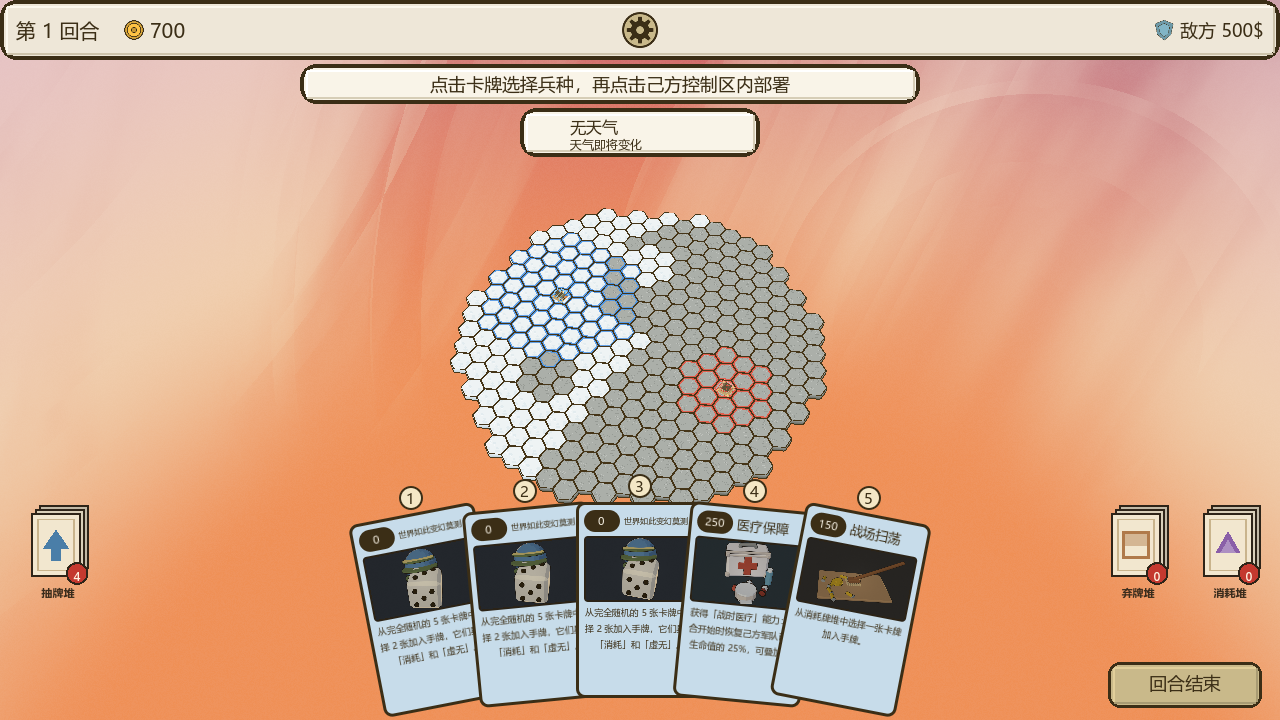 第 1 回合
700
敌方 500$
点击卡牌选择兵种，再点击己方控制区内部署
无天气
天气即将变化
1
0
世界如此变幻莫测
从完全随机的 5 张卡牌中
择 2 张加入手牌，它们
「消耗」和「虚无」
2
0
世界如此变幻莫测
从完全随机的 5 张卡牌中
择 2 张加入手牌，它们
「消耗」和「虚无」
3
0
世界如此变幻莫测
从完全随机的 5 张卡牌中
择 2 张加入手牌，它们
「消耗」和「虚无」
4
250
医疗保障
获得「战时医疗」能力
合开始时恢复己方军队
生命值的 25%，可叠加
5
150
战场扫荡
从消耗牌堆中选择一张卡牌
加入手牌。
4
抽牌堆
0
弃牌堆
0
消耗堆
回合结束